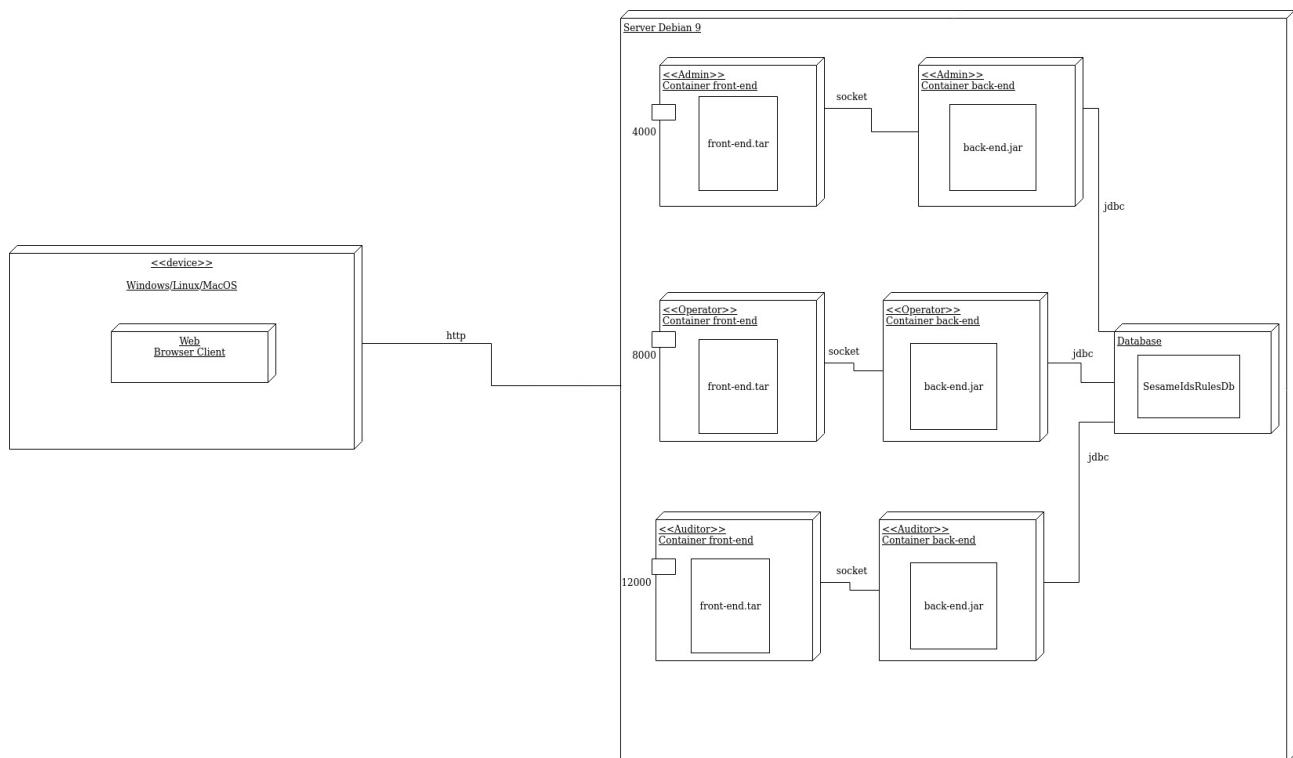 Server Debian 9
<<Admin>>
Container front-end
4000
front-end.tar
socket
<<Admin>>
Container back-end
back-end.jar
jdbc
<<device>>
Windows/Linux/MacOS
Web
Browser Client
http
<<Operator>>
Container front-end
8000
front-end.tar
socket
<<Operator>>
Container back-end
back-end.jar
jdbc
Database
SesameIdsRulesDb
jdbc
<<Auditor>>
Container front-end
12000
front-end.tar
socket
<<Auditor>>
Container back-end
back-end.jar